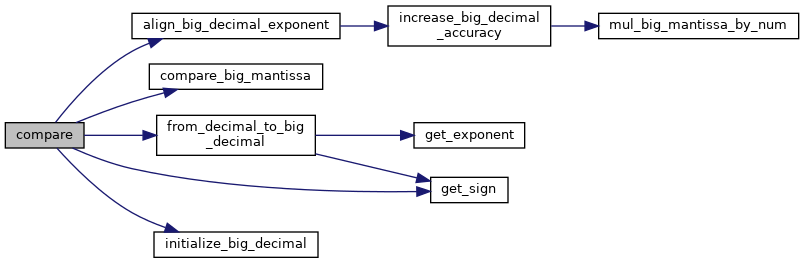 compare
align_big_decimal_exponent
increase_big_decimal
_accuracy
mul_big_mantissa_by_num
compare_big_mantissa
from_decimal_to_big
_decimal
get_exponent
get_sign
initialize_big_decimal